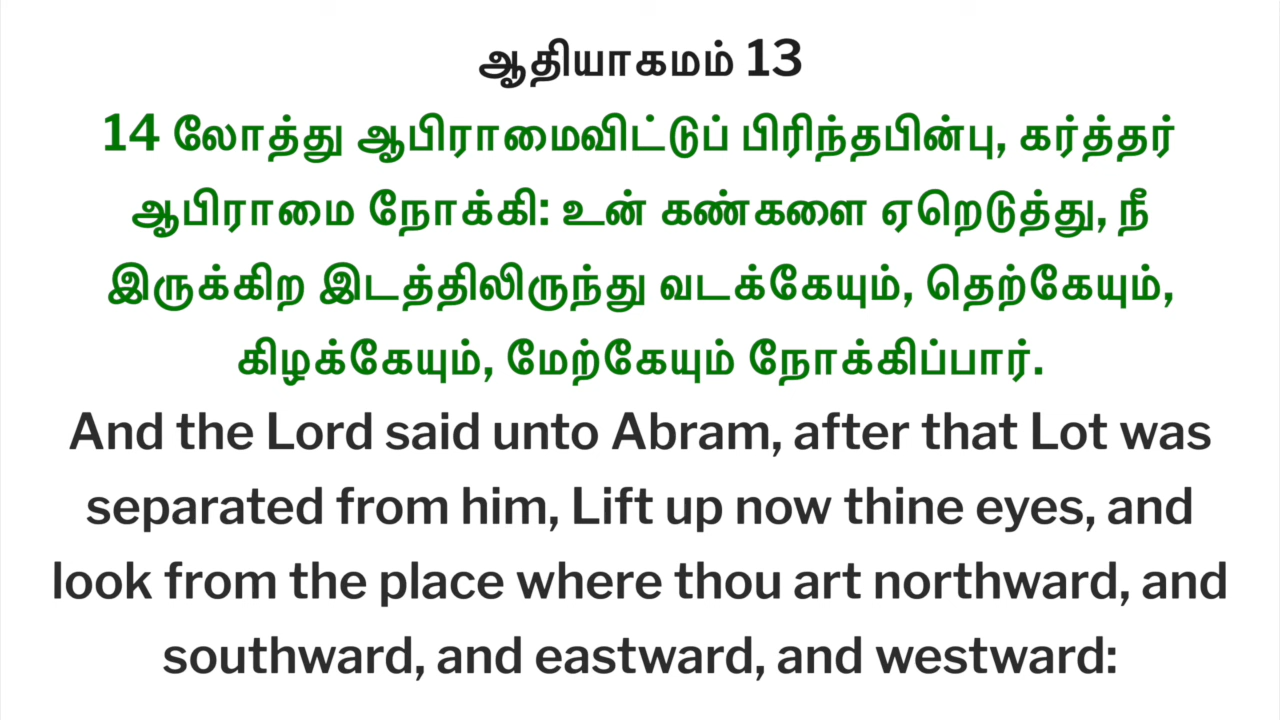 ஆதியாகமம் 13
14 லோத்து ஆபிராமைவிட்டுப் பிரிந்தபின்பு, கர்த்தர்
ஆபிராமை நோக்கி: உன் கண்களை ஏறெடுத்து, நீ
இருக்கிற இடத்திலிருந்து வடக்கேயும், தெற்கேயும்,
கிழக்கேயும், மேற்கேயும் நோக்கிப்பார்.
And the Lord said unto Abram, after that Lot was
separated from him, Lift up now thine eyes, and
look from the place where thou art northward, and
southward, and eastward, and westward: